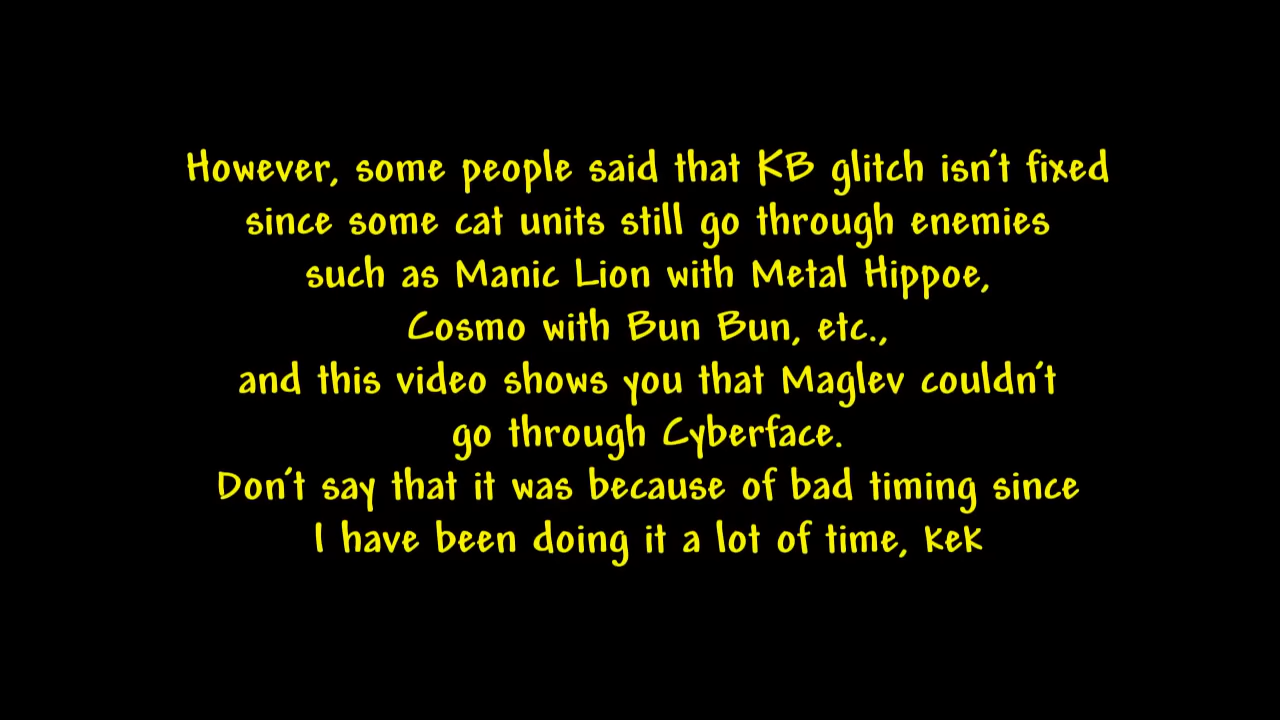 However, some people said that KB glitch isn't fixed
since some cat units still go through enemies
such as Manic Lion with Metal Hippoe,
Cosmo with Bun Bun, etc.,
and this video shows you that Maglev couldn't
go through Cyberface.
Don't say that it was because of bad timing since
I have been doing it a lot of time, kek